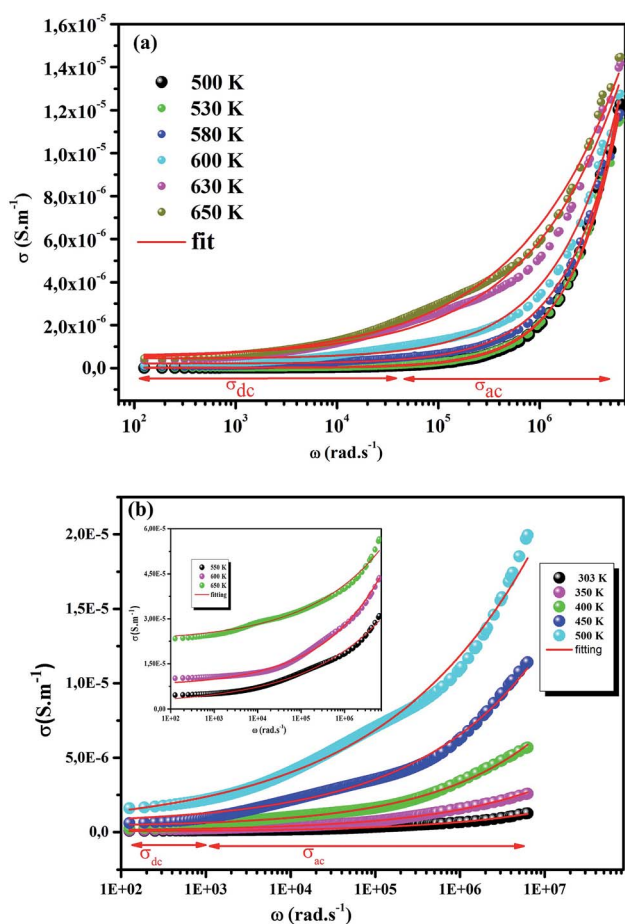 (a)
1,6x10⁻⁵
1,4x10⁻⁵
1,2x10⁻⁵
1,0x10⁻⁵
8,0x10⁻⁶
6,0x10⁻⁶
4,0x10⁻⁶
2,0x10⁻⁶
0,0
σ (S.m⁻¹)
500 K
530 K
580 K
600 K
630 K
650 K
fit
σdc
σac
10² 10³ 10⁴ 10⁵ 10⁶
ω (rad.s⁻¹)
(b)
2,0E-5
1,5E-5
1,0E-5
5,0E-6
0,0
σ(S.m⁻¹)
6,00E-5
4,50E-5
3,00E-5
1,50E-5
0,00
σ(S.m⁻¹)
550 K
600 K
650 K
fitting
1E+02 1E+03 1E+04 1E+05 1E+06
ω (rad.s⁻¹)
303 K
350 K
400 K
450 K
500 K
fitting
σdc
σac
1E+02 1E+03 1E+04 1E+05 1E+06 1E+07
ω (rad.s⁻¹)